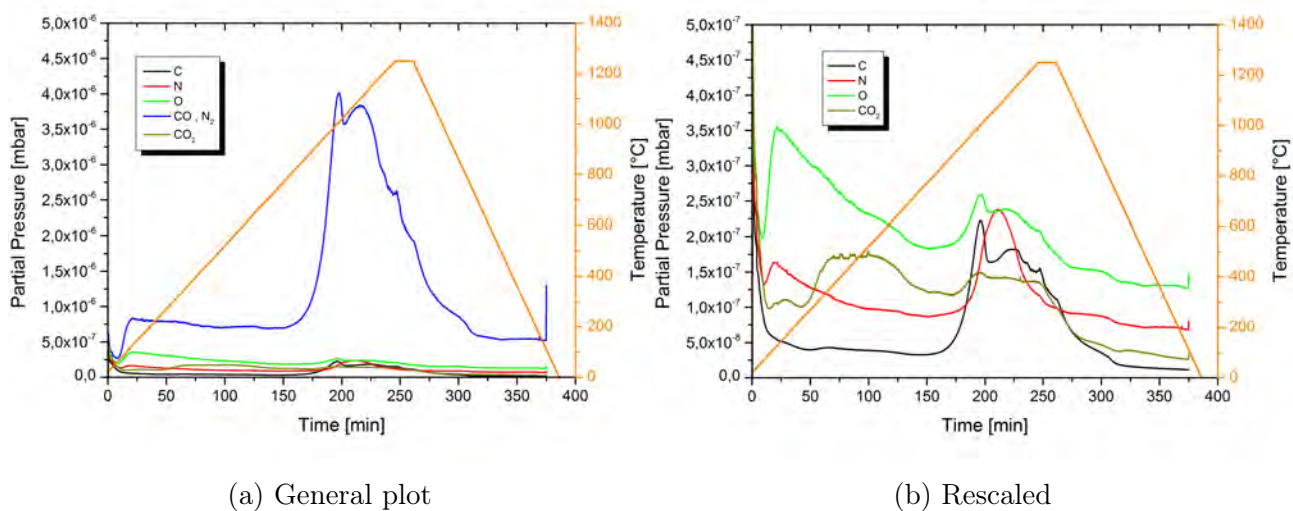 5,0x10⁻⁶
4,5x10⁻⁶
4,0x10⁻⁶
3,5x10⁻⁶
3,0x10⁻⁶
2,5x10⁻⁶
2,0x10⁻⁶
1,5x10⁻⁶
1,0x10⁻⁶
5,0x10⁻⁷
0,0
Partial Pressure [mbar]
C
N
O
CO , N₂
CO₂
1400
1200
1000
800
600
400
200
0
Temperature [°C]
0 50 100 150 200 250 300 350 400
Time [min]
(a) General plot
5,0x10⁻⁷
4,5x10⁻⁷
4,0x10⁻⁷
3,5x10⁻⁷
3,0x10⁻⁷
2,5x10⁻⁷
2,0x10⁻⁷
1,5x10⁻⁷
1,0x10⁻⁷
5,0x10⁻⁸
0,0
Partial Pressure [mbar]
C
N
O
CO₂
1400
1200
1000
800
600
400
200
0
Temperature [°C]
0 50 100 150 200 250 300 350 400
Time [min]
(b) Rescaled